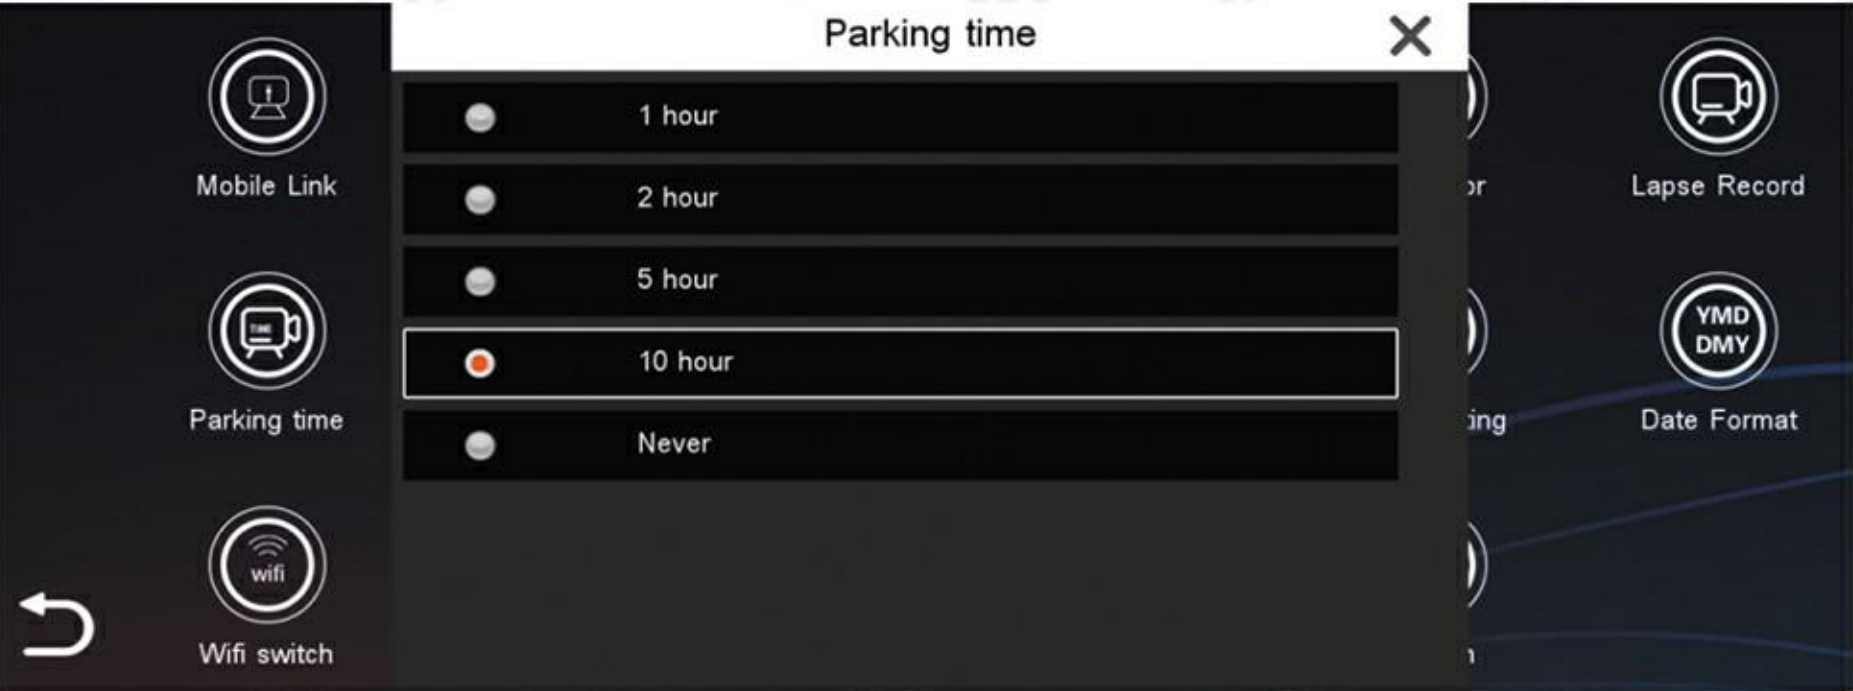 Parking time
1 hour
2 hour
5 hour
10 hour
Never
Mobile Link
Parking time
wifi
Wifi switch
Lapse Record
YMD
DMY
Date Format